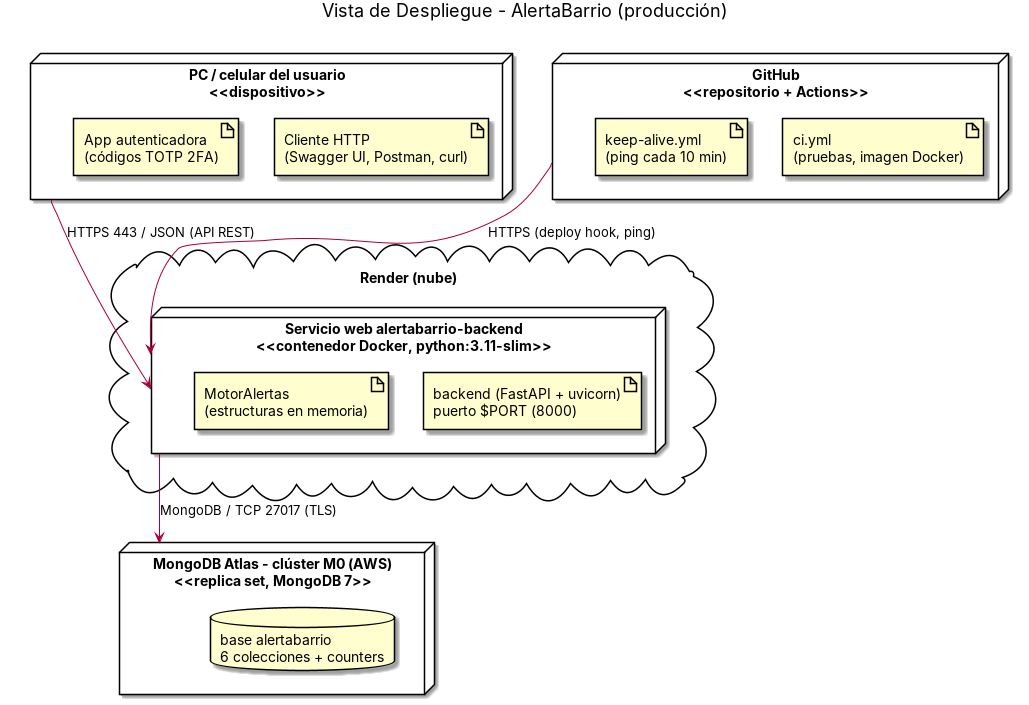 Vista de Despliegue - AlertaBarrio (producción)
PC / celular del usuario
<<dispositivo>>
App autenticadora
(códigos TOTP 2FA)
Cliente HTTP
(Swagger UI, Postman, curl)
GitHub
<<repositorio + Actions>>
keep-alive.yml
(ping cada 10 min)
ci.yml
(pruebas, imagen Docker)
HTTPS 443 / JSON (API REST)
HTTPS (deploy hook, ping)
Render (nube)
Servicio web alertabarrio-backend
<<contenedor Docker, python:3.11-slim>>
MotorAlertas
(estructuras en memoria)
backend (FastAPI + uvicorn)
puerto $PORT (8000)
MongoDB / TCP 27017 (TLS)
MongoDB Atlas - clúster M0 (AWS)
<<replica set, MongoDB 7>>
base alertabarrio
6 colecciones + counters